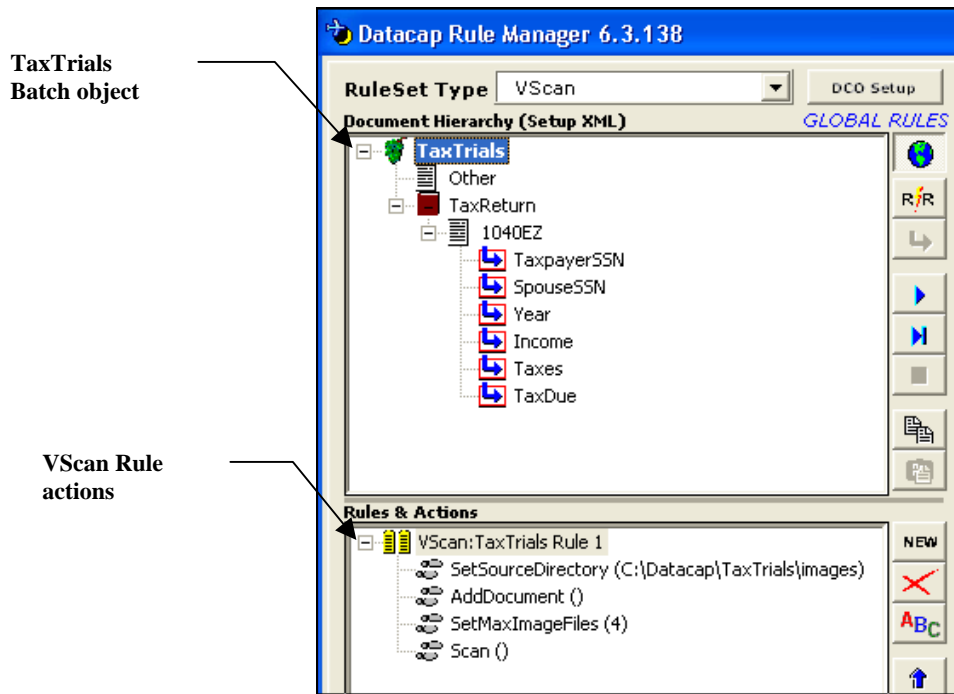 Datacap Rule Manager 6.3.138
TaxTrials
Batch object
RuleSet Type VScan DCO Setup
Document Hierarchy (Setup XML) GLOBAL RULES
TaxTrials
Other
TaxReturn
1040EZ
TaxpayerSSN
SpouseSSN
Year
Income
Taxes
TaxDue
R/R
VScan Rule
actions
Rules & Actions
VScan:TaxTrials Rule 1
SetSourceDirectory (C:\Datacap\TaxTrials\images)
AddDocument ()
SetMaxImageFiles (4)
Scan ()
NEW
ABC